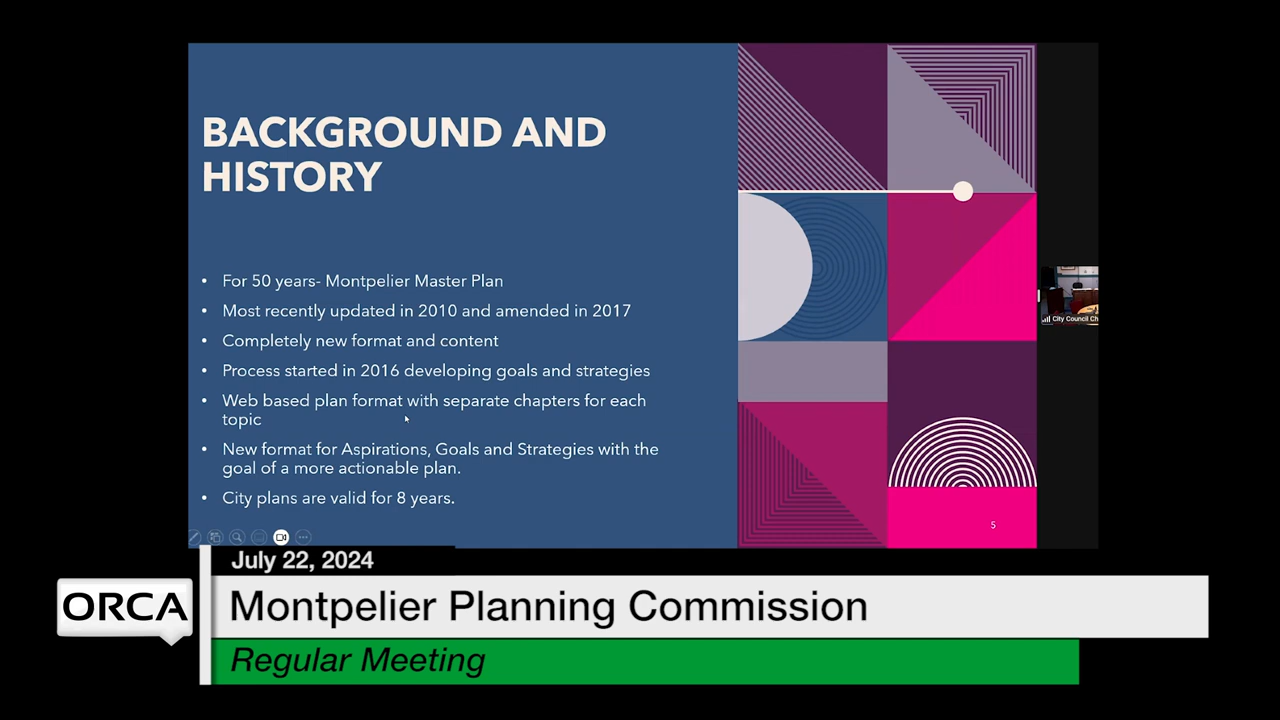 BACKGROUND AND
HISTORY
• For 50 years- Montpelier Master Plan
• Most recently updated in 2010 and amended in 2017
• Completely new format and content
• Process started in 2016 developing goals and strategies
• Web based plan format with separate chapters for each
topic
• New format for Aspirations, Goals and Strategies with the
goal of a more actionable plan.
• City plans are valid for 8 years.
5
City Council Ch
July 22, 2024
ORCA
Montpelier Planning Commission
Regular Meeting